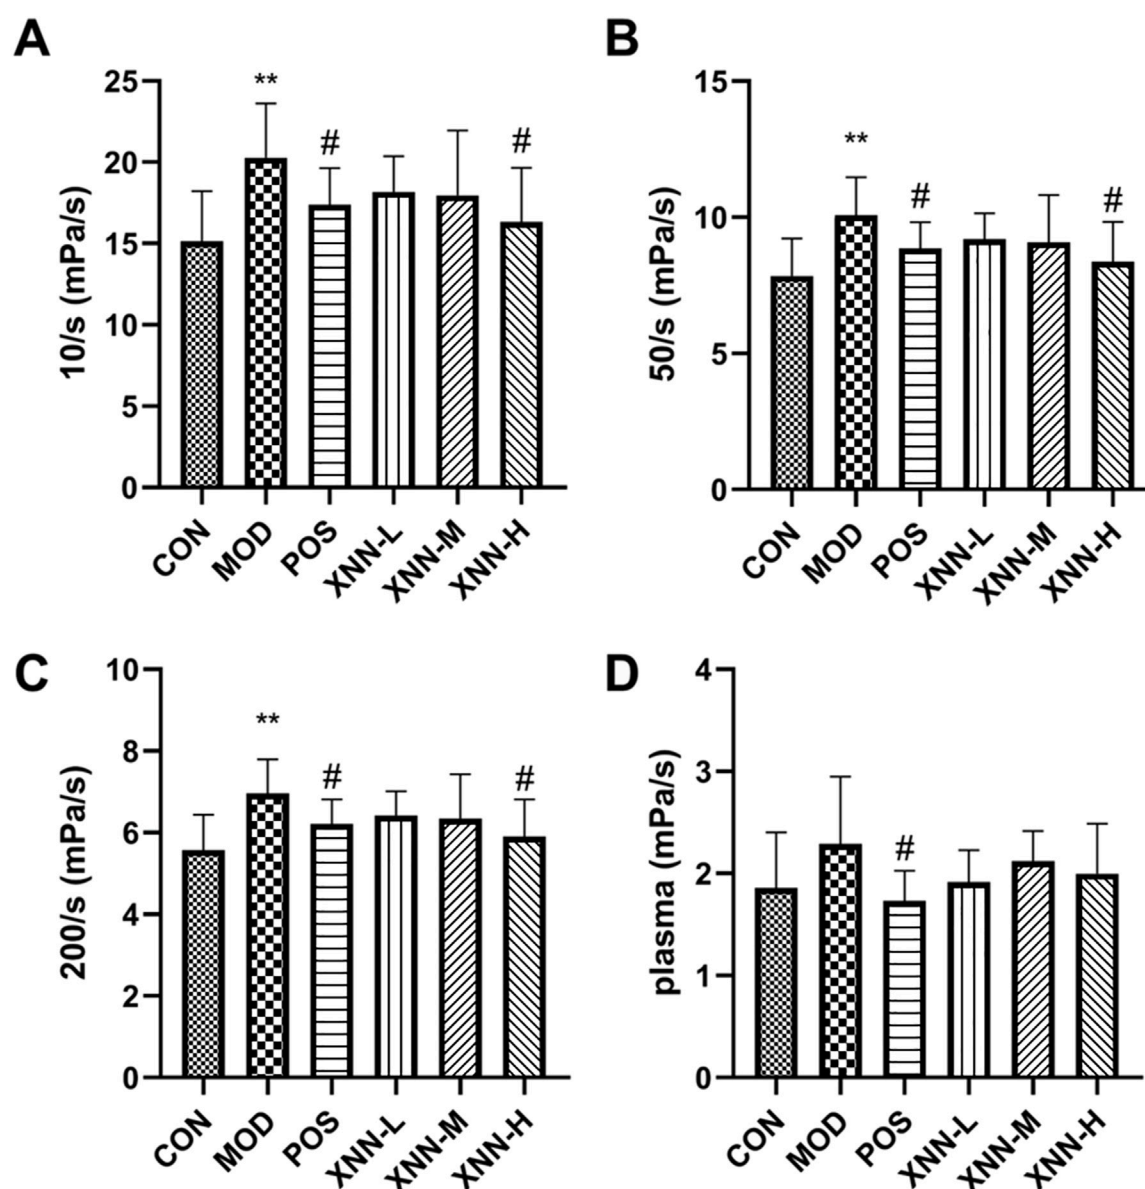 A
10/s (mPa/s)
25
20
15
10
5
0
**
#
#
CON
MOD
POS
XNN-L
XNN-M
XNN-H
B
50/s (mPa/s)
15
10
5
0
**
#
#
CON
MOD
POS
XNN-L
XNN-M
XNN-H
C
200/s (mPa/s)
10
8
6
4
2
0
**
#
#
CON
MOD
POS
XNN-L
XNN-M
XNN-H
D
plasma (mPa/s)
4
3
2
1
0
#
CON
MOD
POS
XNN-L
XNN-M
XNN-H